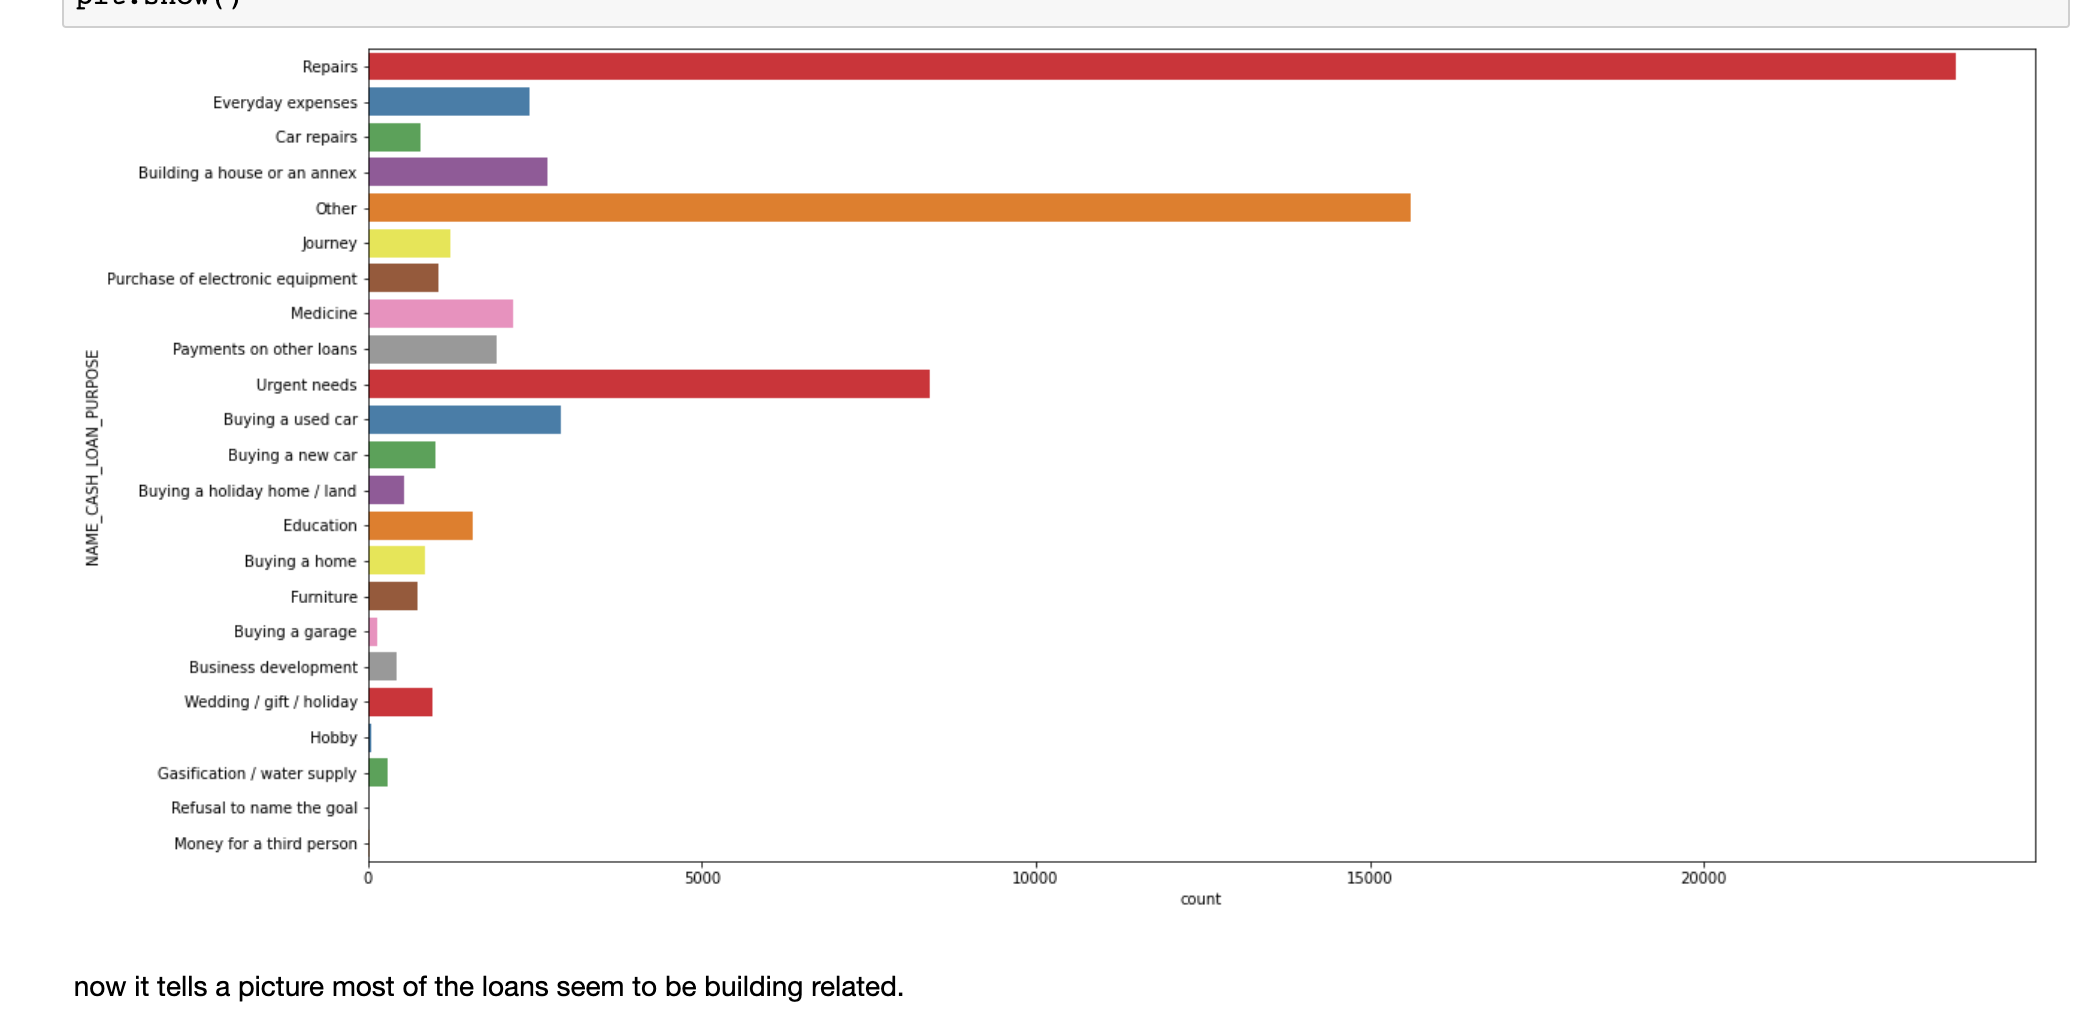 plt.show()
Repairs
Everyday expenses
Car repairs
Building a house or an annex
Other
Journey
Purchase of electronic equipment
Medicine
Payments on other loans
Urgent needs
Buying a used car
Buying a new car
Buying a holiday home / land
Education
Buying a home
Furniture
Buying a garage
Business development
Wedding / gift / holiday
Hobby
Gasification / water supply
Refusal to name the goal
Money for a third person
NAME_CASH_LOAN_PURPOSE
0 5000 10000 15000 20000
count
now it tells a picture most of the loans seem to be building related.